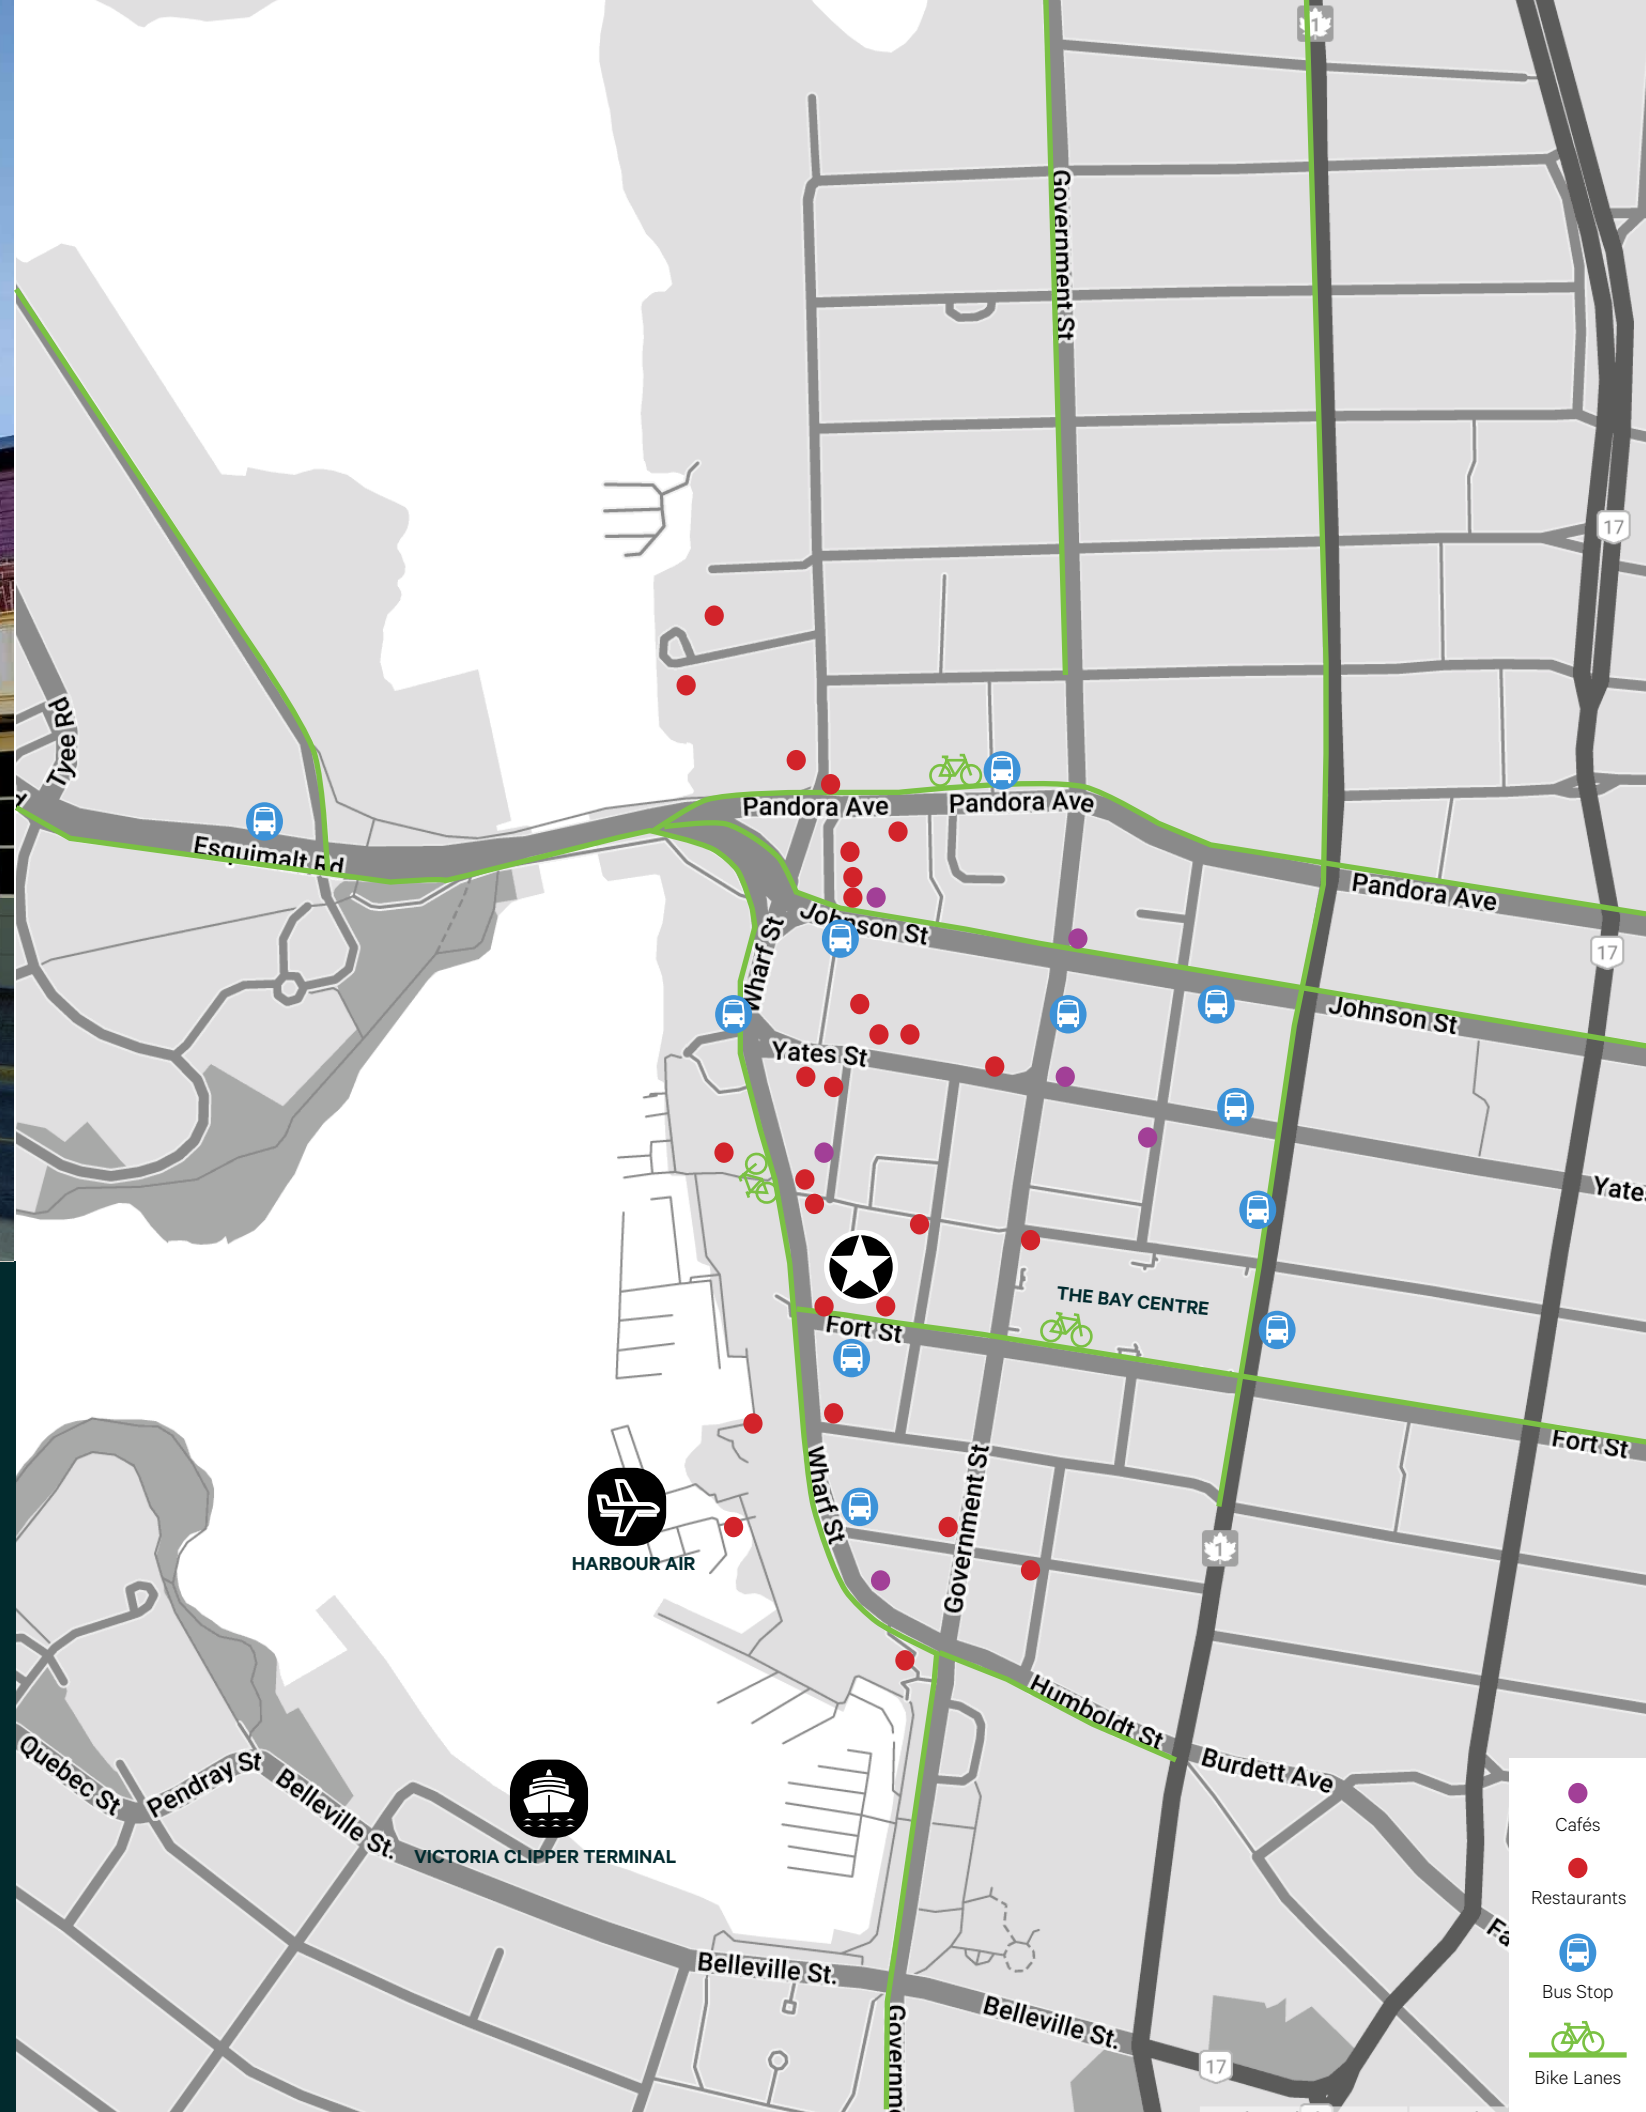 1
Government St
17
Tyee Rd
Pandora Ave
Pandora Ave
Esquimalt Rd
Pandora Ave
Johnson St
Wharf St
17
Johnson St
Yates St
Yates
THE BAY CENTRE
Fort St
Fort St
Wharf St
Government St
HARBOUR AIR
1
Humboldt St
Quebec St
Pendray St
Belleville St.
Burdett Ave
VICTORIA CLIPPER TERMINAL
Cafés
Restaurants
Fa
Belleville St.
Bus Stop
Belleville St.
Governme
17
Bike Lanes